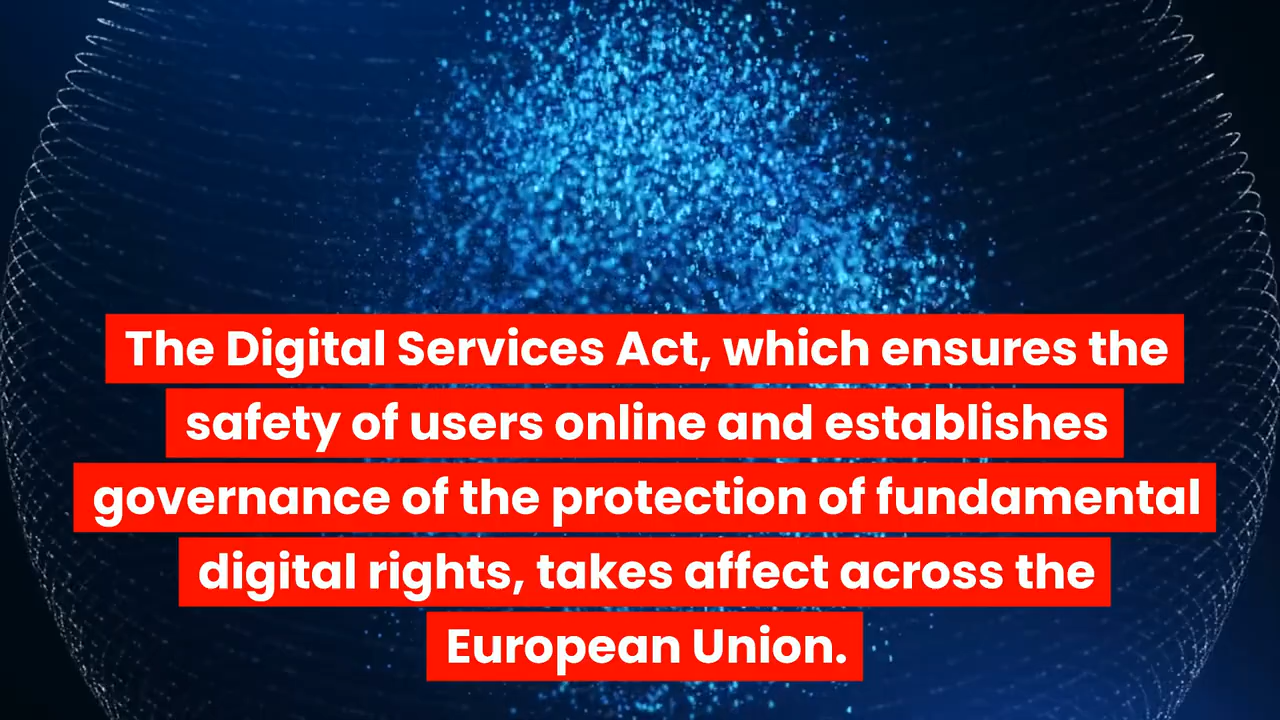 The Digital Services Act, which ensures the
safety of users online and establishes
governance of the protection of fundamental
digital rights, takes affect across the
European Union.